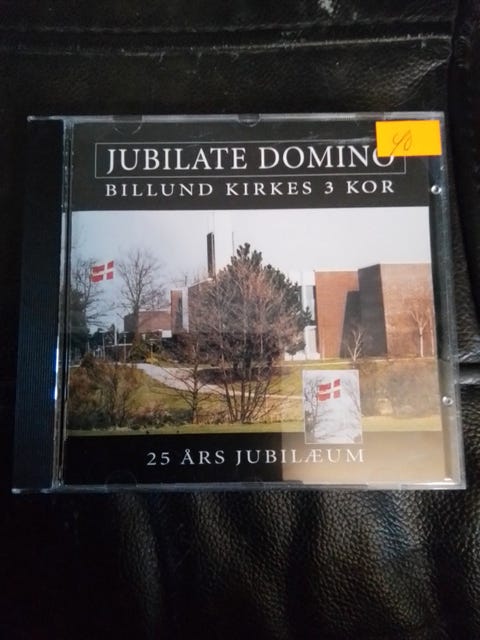 JUBILATE DOMINO
BILLUND KIRKES 3 KOR
25 ÅRS JUBILÆUM